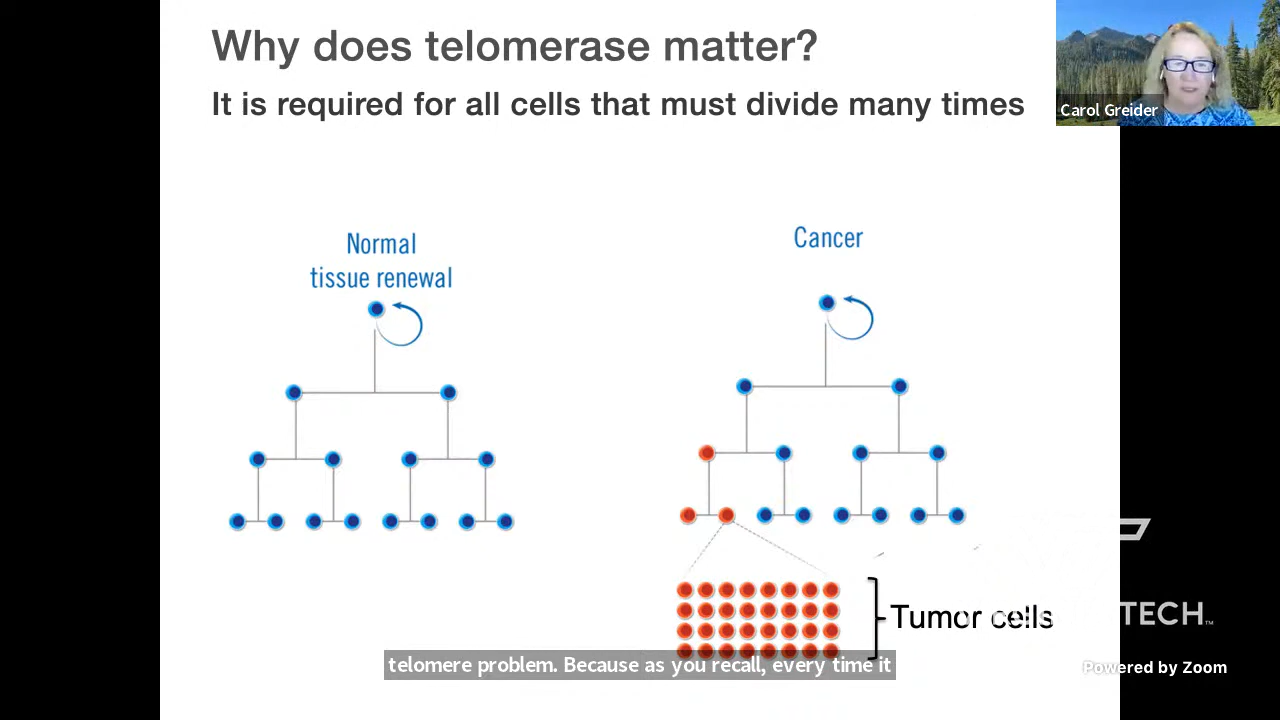 Why does telomerase matter?
It is required for all cells that must divide many times
Carol Greider
Normal
tissue renewal
Cancer
Tumor cells
TECH™
telomere problem. Because as you recall, every time it
Powered by Zoom